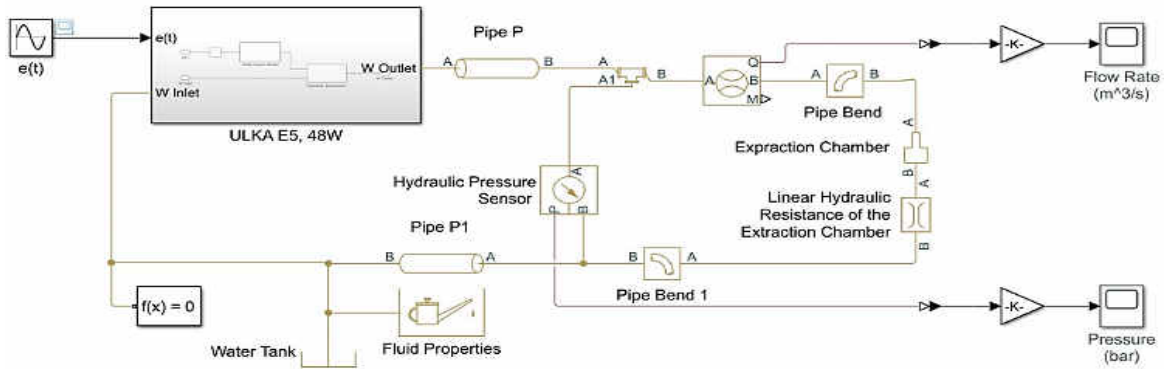 e(t)
e(t)
W Inlet
W Outlet
ULKA E5, 48W
Pipe P
A
B
A
A1
B
A
Q
B
M
A
B
Pipe Bend
-K-
Flow Rate
(m^3/s)
A
Expraction Chamber
B
A
Linear Hydraulic
Resistance of the
Extraction Chamber
B
Hydraulic Pressure
Sensor
A
P
B
Pipe P1
B
A
B
A
Pipe Bend 1
f(x) = 0
Fluid Properties
Water Tank
-K-
Pressure
(bar)